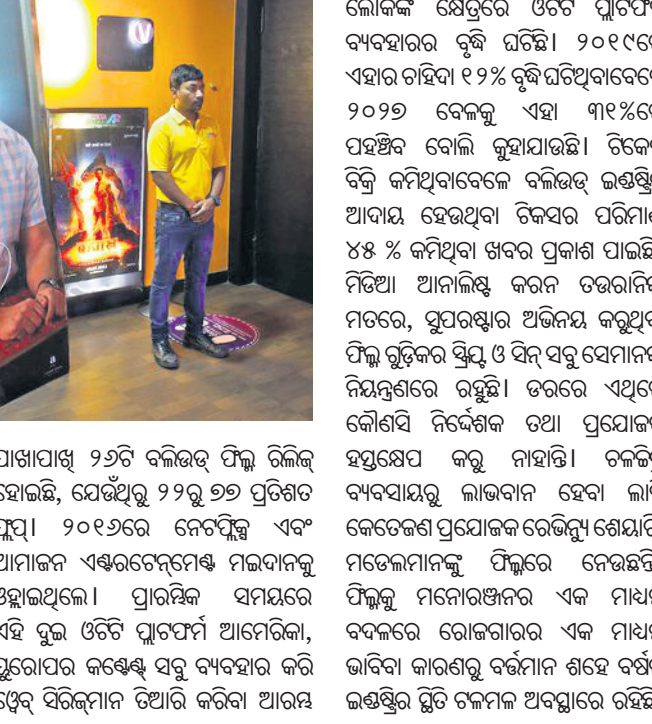 ପାଖାପାଖି ୨୬ଟି ବଲିଉଡ୍ ଫିଲ୍ମ ରିଲିଜ୍
ହୋଇଛି, ଯେଉଁଥିରୁ ୨୨ରୁ ୭୭ ପ୍ରତିଶତ
ଫ୍ଲପ୍। ୨୦୧୬ରେ ନେଟଫ୍ଲିକ୍ସ ଏବଂ
ଆମାଜନ ଏଣ୍ଟରଟେନ୍‌ମେଣ୍ଟ ମଇଦାନକୁ
ଓହ୍ଲାଇଥିଲେ। ପ୍ରାରମ୍ଭିକ ସମୟରେ
ଏହି ଦୁଇ ଓଟିଟି ପ୍ଲାଟଫର୍ମ ଆମେରିକା,
ୟୁରୋପର କଣ୍ଟେଣ୍ଟ ସବୁ ବ୍ୟବହାର କରି
ୱେବ୍ ସିରିଜ୍‌ମାନ ତିଆରି କରିବା ଆରମ୍ଭ
ଲୋକଙ୍କ କ୍ଷେତ୍ରରେ ଓଟିଟି
ବ୍ୟବହାରର ବୃଦ୍ଧି ଘଟିଛି। ୨୦୧୯ରେ
ଏହାର ଚାହିଦା ୧୨% ବୃଦ୍ଧି ଘଟିଥିବାବେଳେ
୨୦୨୭ ବେଳକୁ ଏହା ୩୧%ରେ
ପହଞ୍ଚିବ ବୋଲି କୁହାଯାଉଛି। ଟିକେଟ
ବିକ୍ରି କମିଥିବାବେଳେ ବଲିଉଡ୍ ଇଣ୍ଡଷ୍ଟ୍ରିରୁ
ଆଦାୟ ହେଉଥିବା ଟିକସର ପରିମାଣ
୪୫ % କମିଥିବା ଖବର ପ୍ରକାଶ ପାଇଛି।
ମିଡିଆ ଆନାଲିଷ୍ଟ କରନ ତଉରାନିଙ୍କ
ମତରେ, ସୁପରଷ୍ଟାର ଅଭିନୟ କରୁଥିବା
ଫିଲ୍ମ ଗୁଡ଼ିକର ସ୍କ୍ରିପ୍ଟ ଓ ସିନ୍ ସବୁ ସେମାନଙ୍କ
ନିୟନ୍ତ୍ରଣରେ ରହୁଛି। ଡରରେ ଏଥିରେ
କୌଣସି ନିର୍ଦ୍ଦେଶକ ତଥା ପ୍ରଯୋଜକ
ହସ୍ତକ୍ଷେପ କରୁ ନାହାନ୍ତି। ଚଳଚ୍ଚିତ୍ର
ବ୍ୟବସାୟରୁ ଲାଭବାନ ହେବା ଲାଗି
କେତେଜଣ ପ୍ରଯୋଜକ ରେଭିନ୍ୟୁ ଶେୟାରିଂ
ମଡେଲମାନଙ୍କୁ ଫିଲ୍ମରେ ନେଉଛନ୍ତି।
ଫିଲ୍ମକୁ ମନୋରଞ୍ଜନର ଏକ ମାଧ୍ୟମ
ବଦଳରେ ରୋଜଗାରର ଏକ ମାଧ୍ୟମ
ଭାବିବା କାରଣରୁ ବର୍ତ୍ତମାନ ଶହେ ବର୍ଷର
ଇଣ୍ଡଷ୍ଟ୍ରିର ସ୍ଥିତି ଟଳମଳ ଅବସ୍ଥାରେ ରହିଛି।